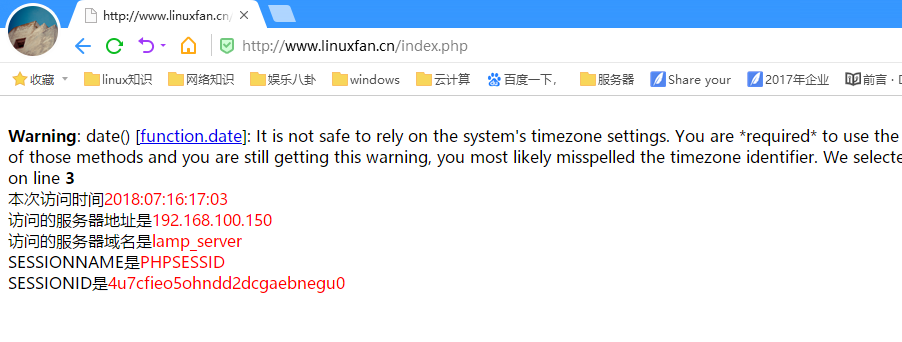 http://www.linuxfan.cn/
http://www.linuxfan.cn/index.php
收藏 linux知识 网络知识 娱乐八卦 windows 云计算 百度一下， 服务器 Share your 2017年企业 前言 · D
Warning: date() [function.date]: It is not safe to rely on the system's timezone settings. You are *required* to use the
of those methods and you are still getting this warning, you most likely misspelled the timezone identifier. We selecte
on line 3
本次访问时间2018:07:16:17:03
访问的服务器地址是192.168.100.150
访问的服务器域名是lamp_server
SESSIONNAME是PHPSESSID
SESSIONID是4u7cfieo5ohndd2dcgaebnegu0